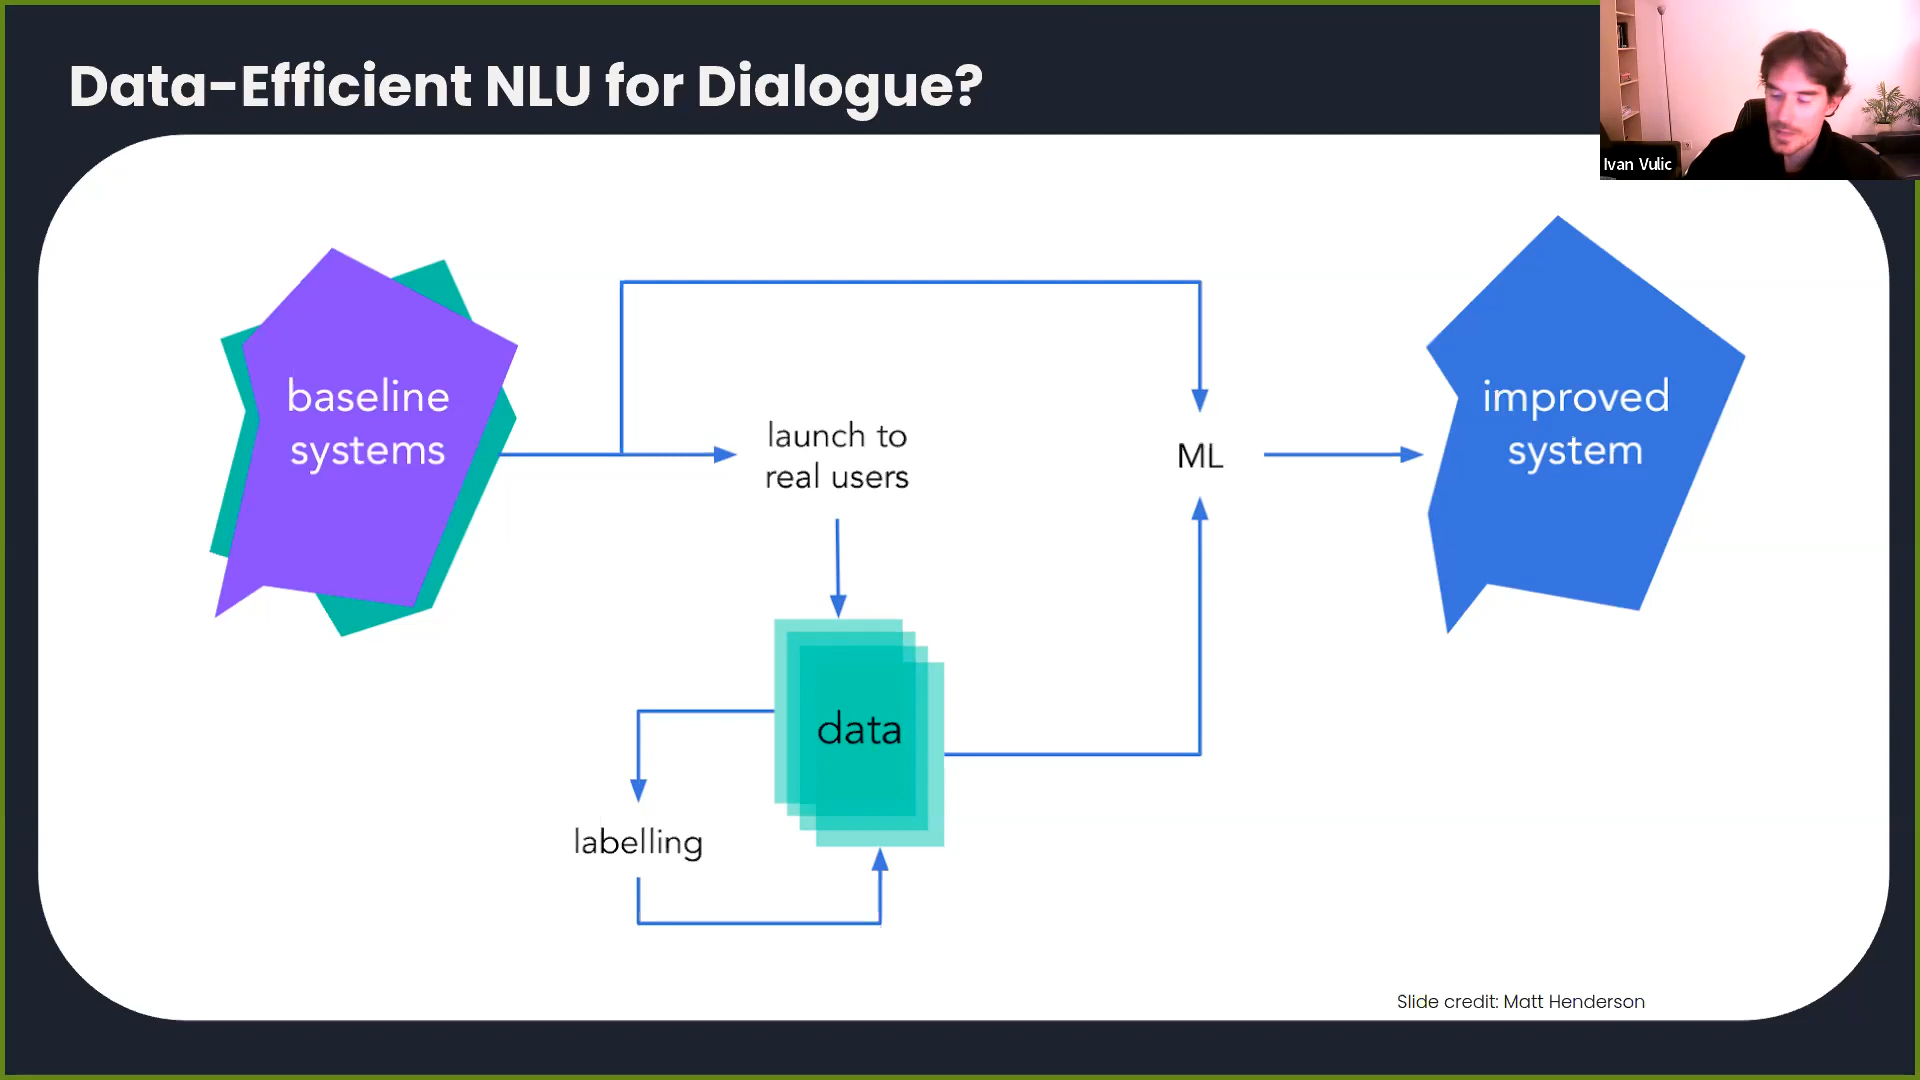 Data-Efficient NLU for Dialogue?
Ivan Vulic
baseline
systems
launch to
real users
ML
improved
system
data
labelling
Slide credit: Matt Henderson